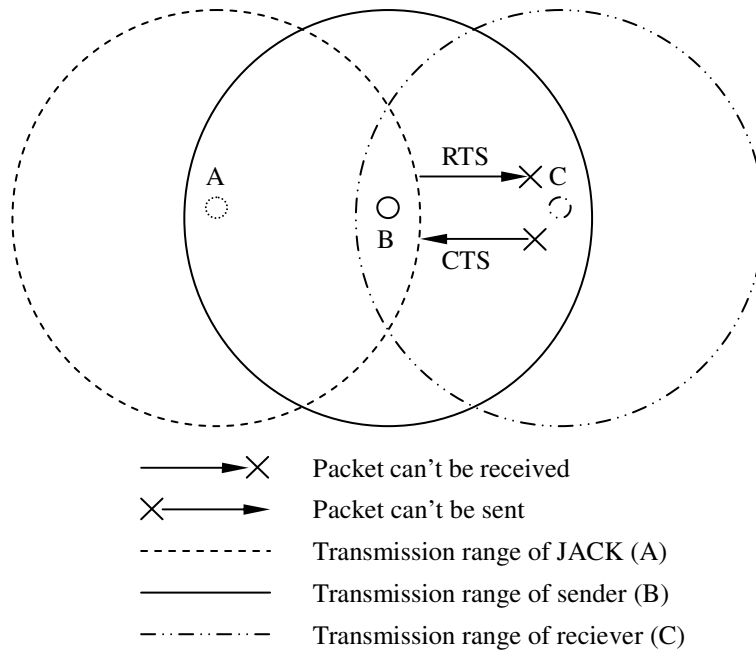 RTS
A
C
B
CTS
Packet can't be received
Packet can't be sent
Transmission range of JACK (A)
Transmission range of sender (B)
Transmission range of reciever (C)